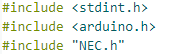 #include <stdint.h>
#include <arduino.h>
#include "NEC.h"